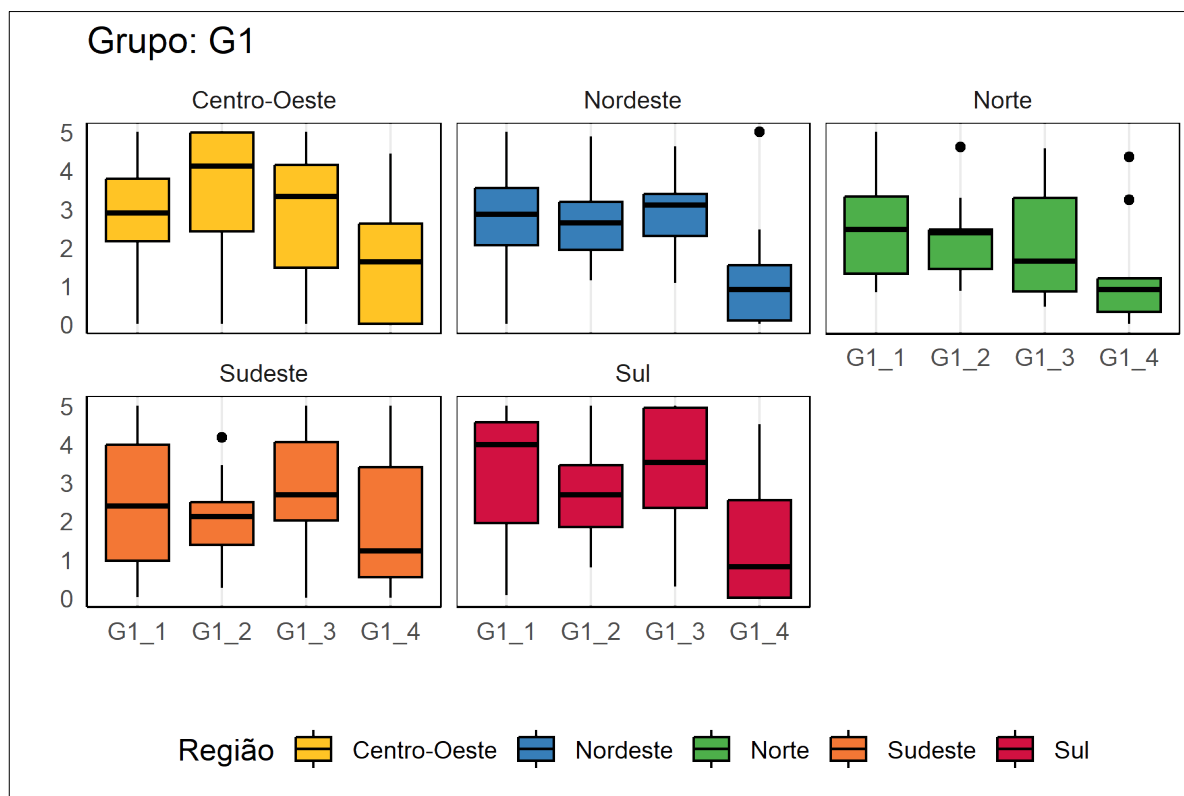 Grupo: G1
Centro-Oeste Nordeste Norte
5
4
3
2
1
0
G1_1 G1_2 G1_3 G1_4
Sudeste Sul
5
4
3
2
1
0
G1_1 G1_2 G1_3 G1_4 G1_1 G1_2 G1_3 G1_4
Região Centro-Oeste Nordeste Norte Sudeste Sul